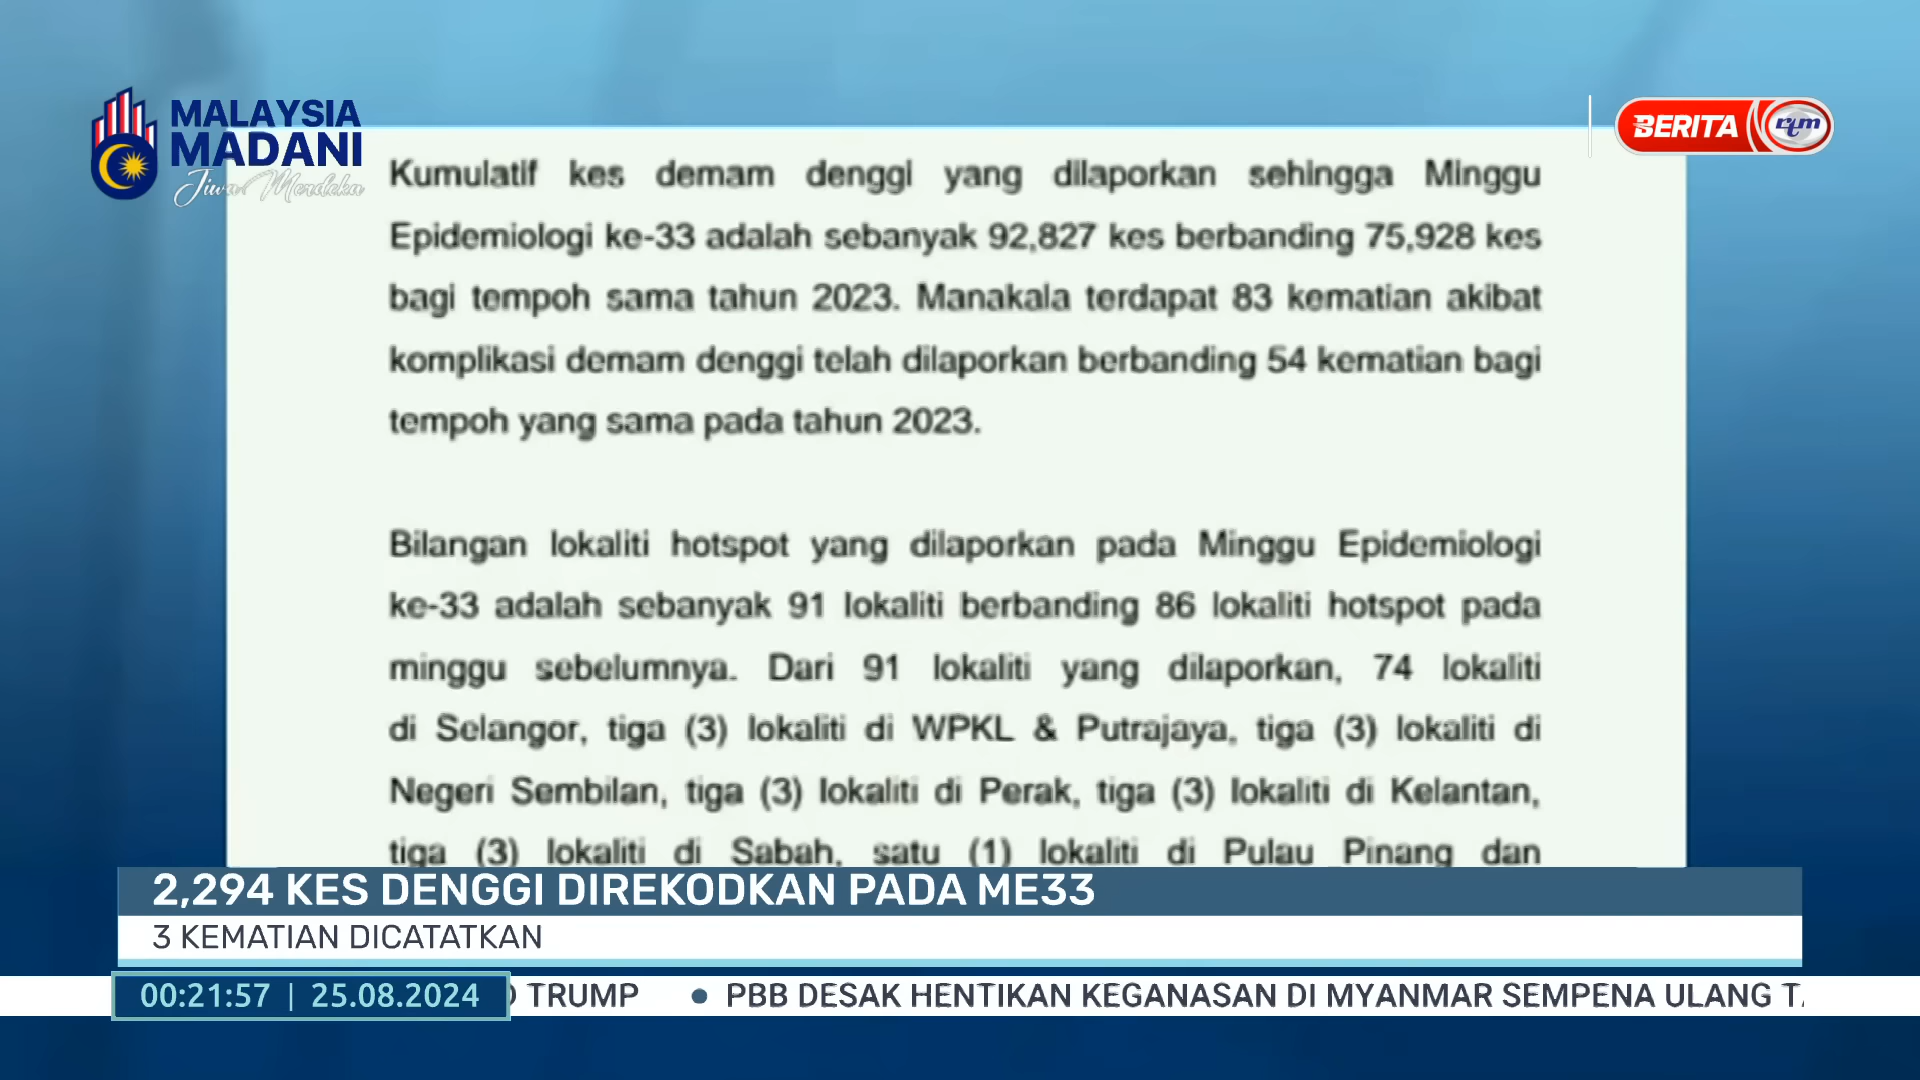 MALAYSIA
MADANI
Jiwa Merdeka
BERITA rtm
Kumulatif kes demam denggi yang dilaporkan sehingga Minggu
Epidemiologi ke-33 adalah sebanyak 92,827 kes berbanding 75,928 kes
bagi tempoh sama tahun 2023. Manakala terdapat 83 kematian akibat
komplikasi demam denggi telah dilaporkan berbanding 54 kematian bagi
tempoh yang sama pada tahun 2023.
Bilangan lokaliti hotspot yang dilaporkan pada Minggu Epidemiologi
ke-33 adalah sebanyak 91 lokaliti berbanding 86 lokaliti hotspot pada
minggu sebelumnya. Dari 91 lokaliti yang dilaporkan, 74 lokaliti
di Selangor, tiga (3) lokaliti di WPKL & Putrajaya, tiga (3) lokaliti di
Negeri Sembilan, tiga (3) lokaliti di Perak, tiga (3) lokaliti di Kelantan,
tiga (3) lokaliti di Sabah, satu (1) lokaliti di Pulau Pinang dan
2,294 KES DENGGI DIREKODKAN PADA ME33
3 KEMATIAN DICATATKAN
00:21:57 | 25.08.2024 TRUMP • PBB DESAK HENTIKAN KEGANASAN DI MYANMAR SEMPENA ULANG